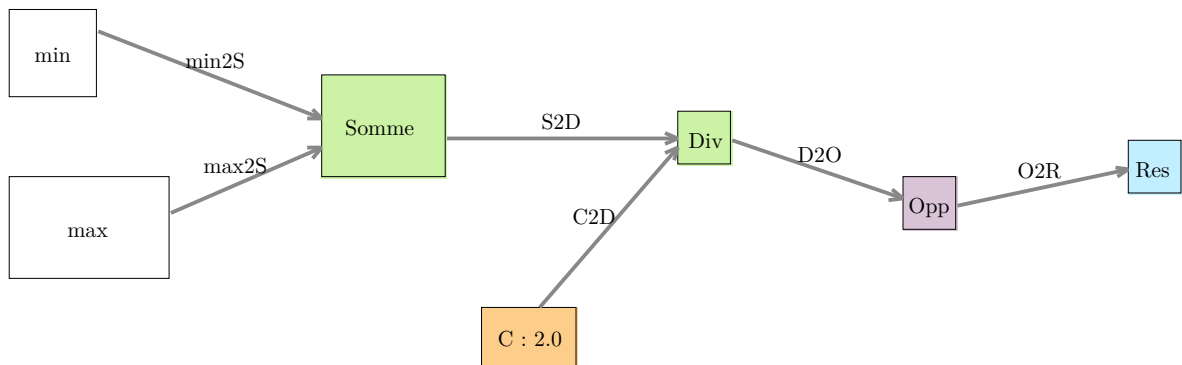 min
min2S
Somme
max2S
max
S2D
Div
C2D
C : 2.0
D2O
Opp
O2R
Res